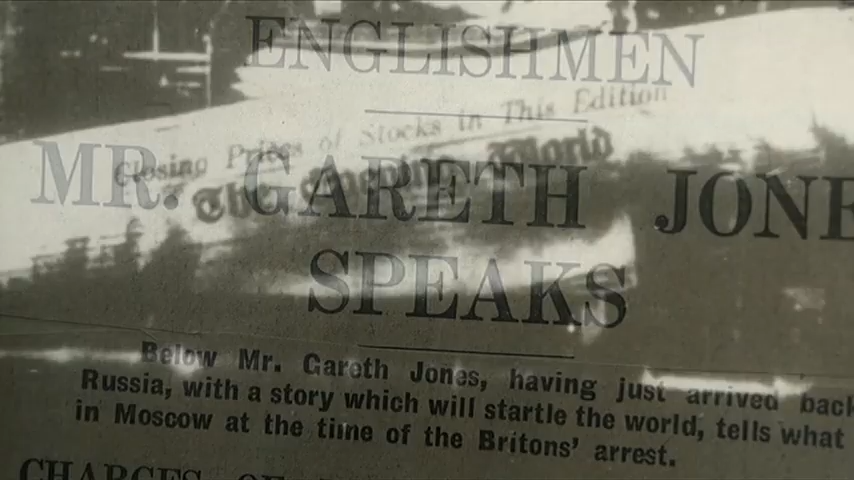 ENGLISHMEN
Closing Prices of Stocks in This Edition
The Evening World
MR. GARETH JONE
SPEAKS
Below Mr. Gareth Jones, having just arrived back
Russia, with a story which will startle the world, tells what
in Moscow at the time of the Britons' arrest.
CHARGES OF